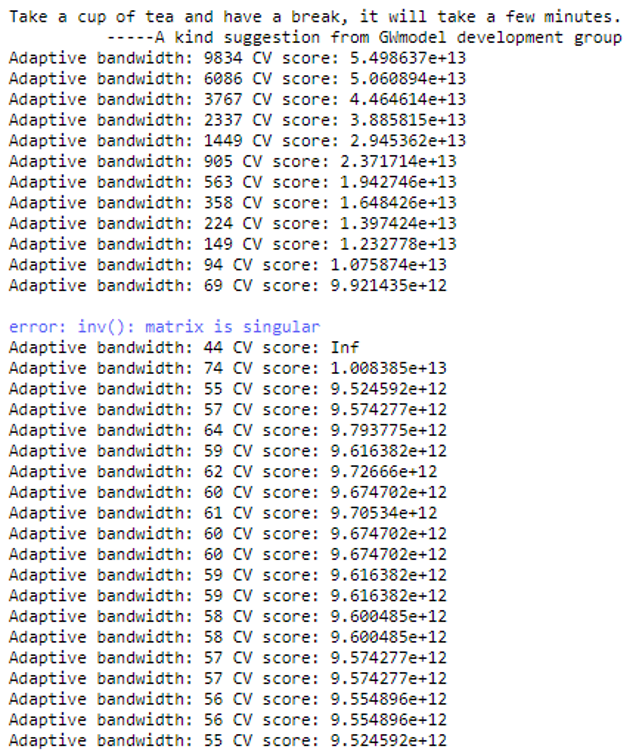 Take a cup of tea and have a break, it will take a few minutes.
-----A kind suggestion from GWmodel development group
Adaptive bandwidth: 9834 CV score: 5.498637e+13
Adaptive bandwidth: 6086 CV score: 5.060894e+13
Adaptive bandwidth: 3767 CV score: 4.464614e+13
Adaptive bandwidth: 2337 CV score: 3.885815e+13
Adaptive bandwidth: 1449 CV score: 2.945362e+13
Adaptive bandwidth: 905 CV score: 2.371714e+13
Adaptive bandwidth: 563 CV score: 1.942746e+13
Adaptive bandwidth: 358 CV score: 1.648426e+13
Adaptive bandwidth: 224 CV score: 1.397424e+13
Adaptive bandwidth: 149 CV score: 1.232778e+13
Adaptive bandwidth: 94 CV score: 1.075874e+13
Adaptive bandwidth: 69 CV score: 9.921435e+12
error: inv(): matrix is singular
Adaptive bandwidth: 44 CV score: Inf
Adaptive bandwidth: 74 CV score: 1.008385e+13
Adaptive bandwidth: 55 CV score: 9.524592e+12
Adaptive bandwidth: 57 CV score: 9.574277e+12
Adaptive bandwidth: 64 CV score: 9.793775e+12
Adaptive bandwidth: 59 CV score: 9.616382e+12
Adaptive bandwidth: 62 CV score: 9.72666e+12
Adaptive bandwidth: 60 CV score: 9.674702e+12
Adaptive bandwidth: 61 CV score: 9.70534e+12
Adaptive bandwidth: 60 CV score: 9.674702e+12
Adaptive bandwidth: 60 CV score: 9.674702e+12
Adaptive bandwidth: 59 CV score: 9.616382e+12
Adaptive bandwidth: 59 CV score: 9.616382e+12
Adaptive bandwidth: 58 CV score: 9.600485e+12
Adaptive bandwidth: 58 CV score: 9.600485e+12
Adaptive bandwidth: 57 CV score: 9.574277e+12
Adaptive bandwidth: 57 CV score: 9.574277e+12
Adaptive bandwidth: 56 CV score: 9.554896e+12
Adaptive bandwidth: 56 CV score: 9.554896e+12
Adaptive bandwidth: 55 CV score: 9.524592e+12